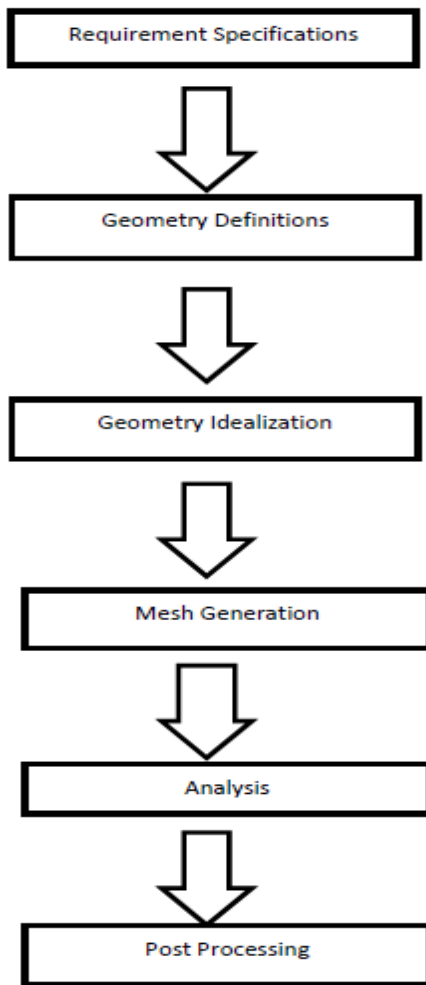 Requirement Specifications
Geometry Definitions
Geometry Idealization
Mesh Generation
Analysis
Post Processing